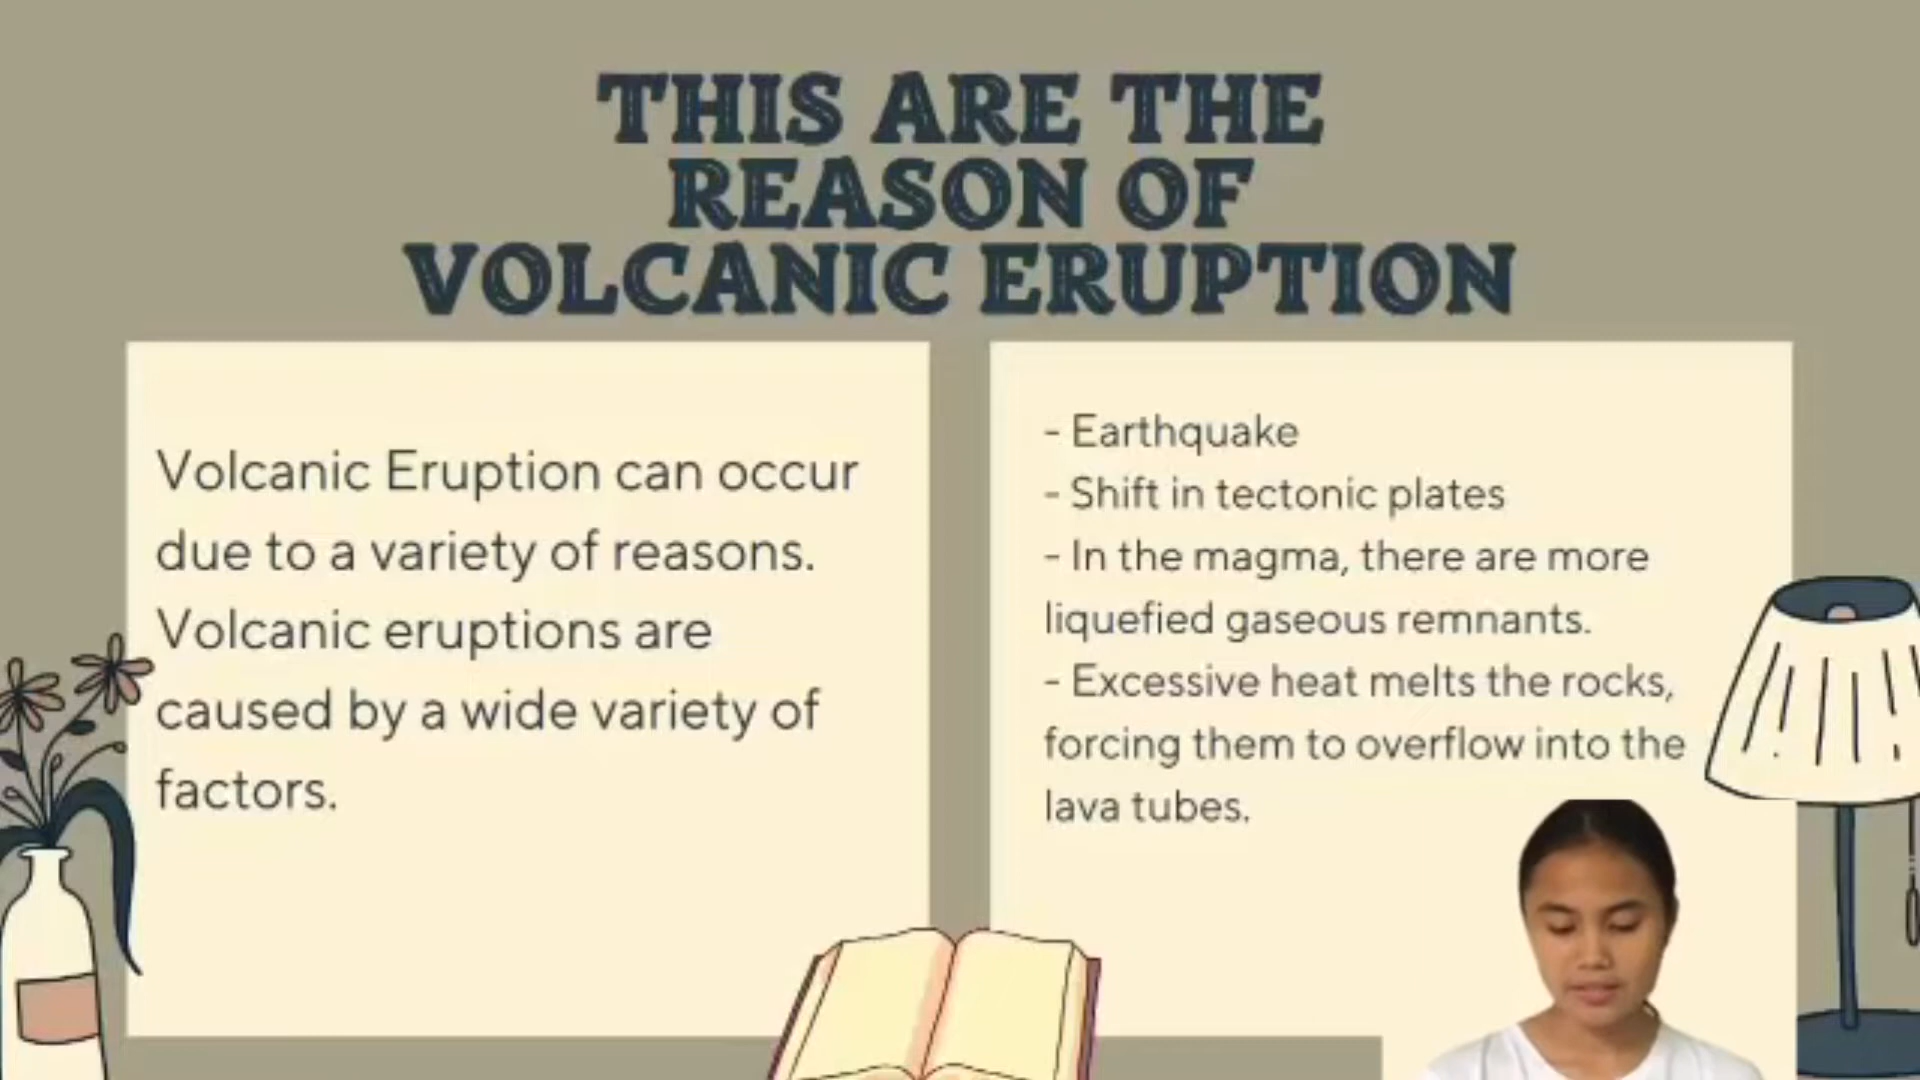 THIS ARE THE
REASON OF
VOLCANIC ERUPTION
Volcanic Eruption can occur
due to a variety of reasons.
Volcanic eruptions are
caused by a wide variety of
factors.
- Earthquake
- Shift in tectonic plates
- In the magma, there are more
liquefied gaseous remnants.
- Excessive heat melts the rocks,
forcing them to overflow into the
lava tubes.